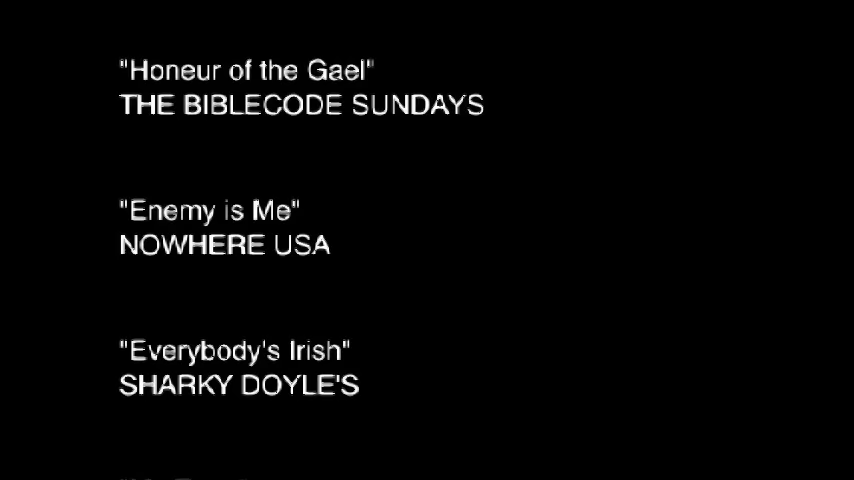 "Honeur of the Gael"
THE BIBLECODE SUNDAYS
"Enemy is Me"
NOWHERE USA
"Everybody's Irish"
SHARKY DOYLE'S